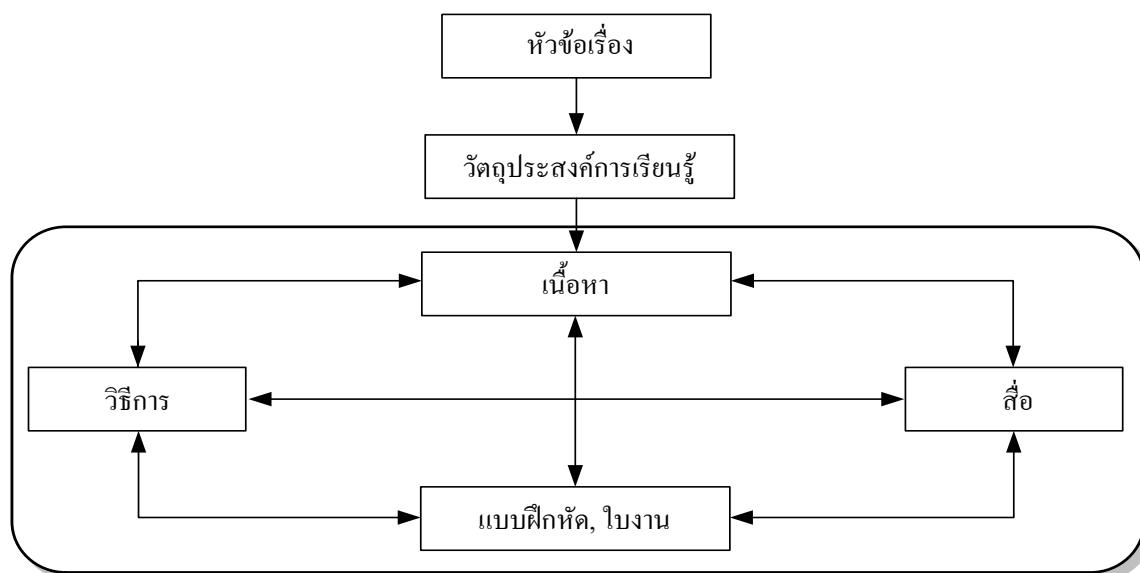 หัวข้อเรื่อง
วัตถุประสงค์การเรียนรู้
เนื้อหา
วิธีการ
สื่อ
แบบฝึกหัด, ใบงาน